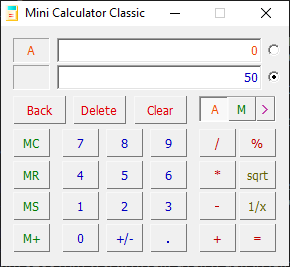 Mini Calculator Classic
A 0
50
Back Delete Clear A M >
MC 7 8 9 / %
MR 4 5 6 * sqrt
MS 1 2 3 - 1/x
M+ 0 +/- . + =